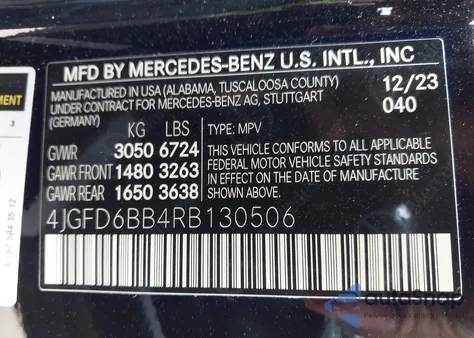 MFD BY MERCEDES-BENZ U.S. INTL., INC
MANUFACTURED IN USA (ALABAMA, TUSCALOOSA COUNTY) 12/23
UNDER CONTRACT FOR MERCEDES-BENZ AG, STUTTGART 040
(GERMANY)
KG LBS TYPE: MPV
GVWR 3050 6724
GAWR FRONT 1480 3263
GAWR REAR 1650 3638
THIS VEHICLE CONFORMS TO ALL APPLICABLE
FEDERAL MOTOR VEHICLE SAFETY STANDARDS
IN EFFECT ON THE DATE OF MANUFACTURE
4JGFD6BB4RB130506
MENT
3
autoShop